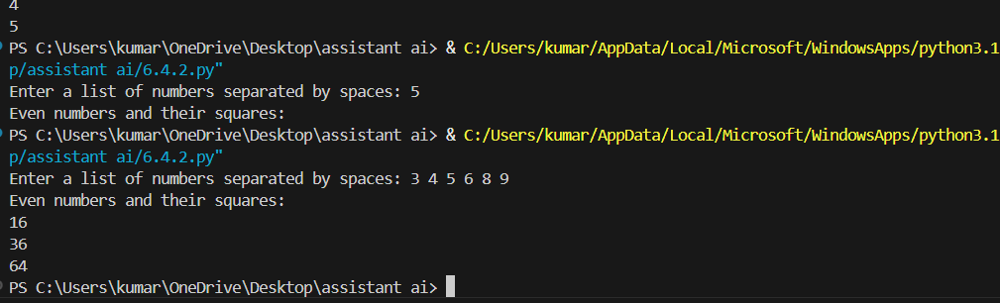 4
5
PS C:\Users\kumar\OneDrive\Desktop\assistant ai> & C:/Users/kumar/AppData/Local/Microsoft/WindowsApps/python3.1
p/assistant ai/6.4.2.py"
Enter a list of numbers separated by spaces: 5
Even numbers and their squares:
PS C:\Users\kumar\OneDrive\Desktop\assistant ai> & C:/Users/kumar/AppData/Local/Microsoft/WindowsApps/python3.1
p/assistant ai/6.4.2.py"
Enter a list of numbers separated by spaces: 3 4 5 6 8 9
Even numbers and their squares:
16
36
64
PS C:\Users\kumar\OneDrive\Desktop\assistant ai>